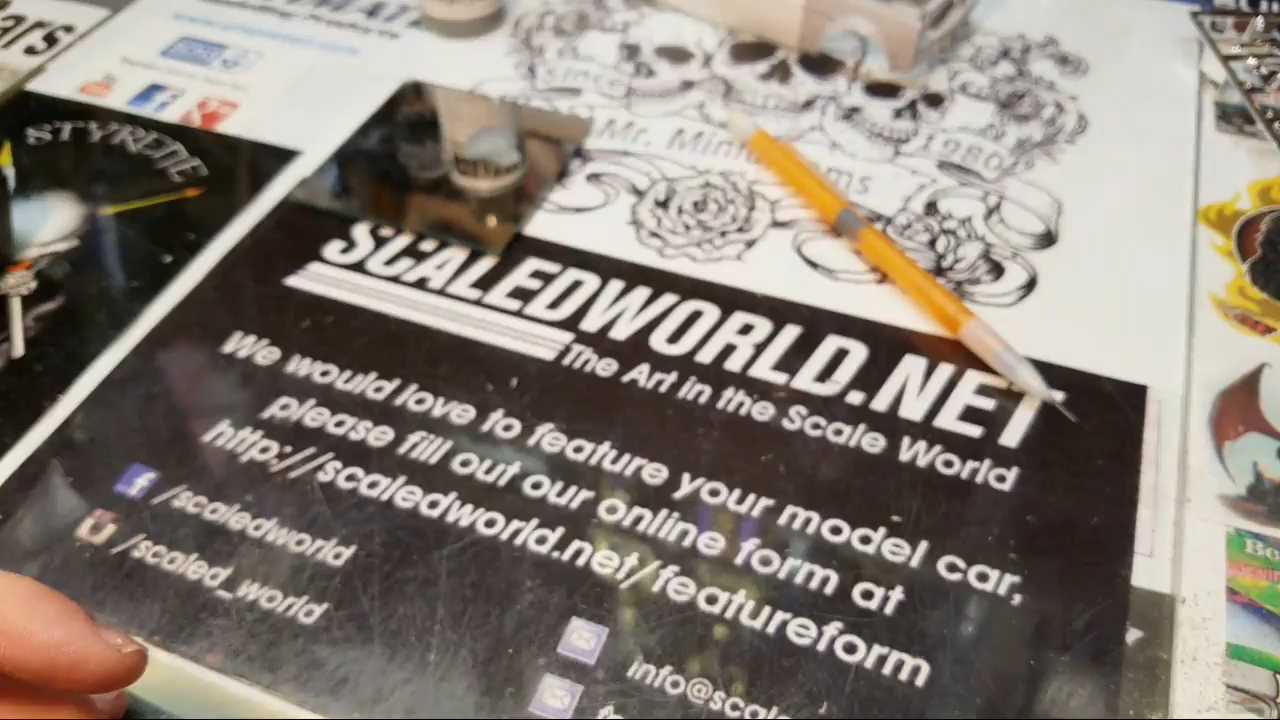 STYRENE
since
Mr.
1980
SCALEDWORLD.NET
The Art in the Scale World
We would love to feature your model car,
please fill out our online form at
http://scaledworld.net/featureform
/scaledworld
/scaled_world
info@scale